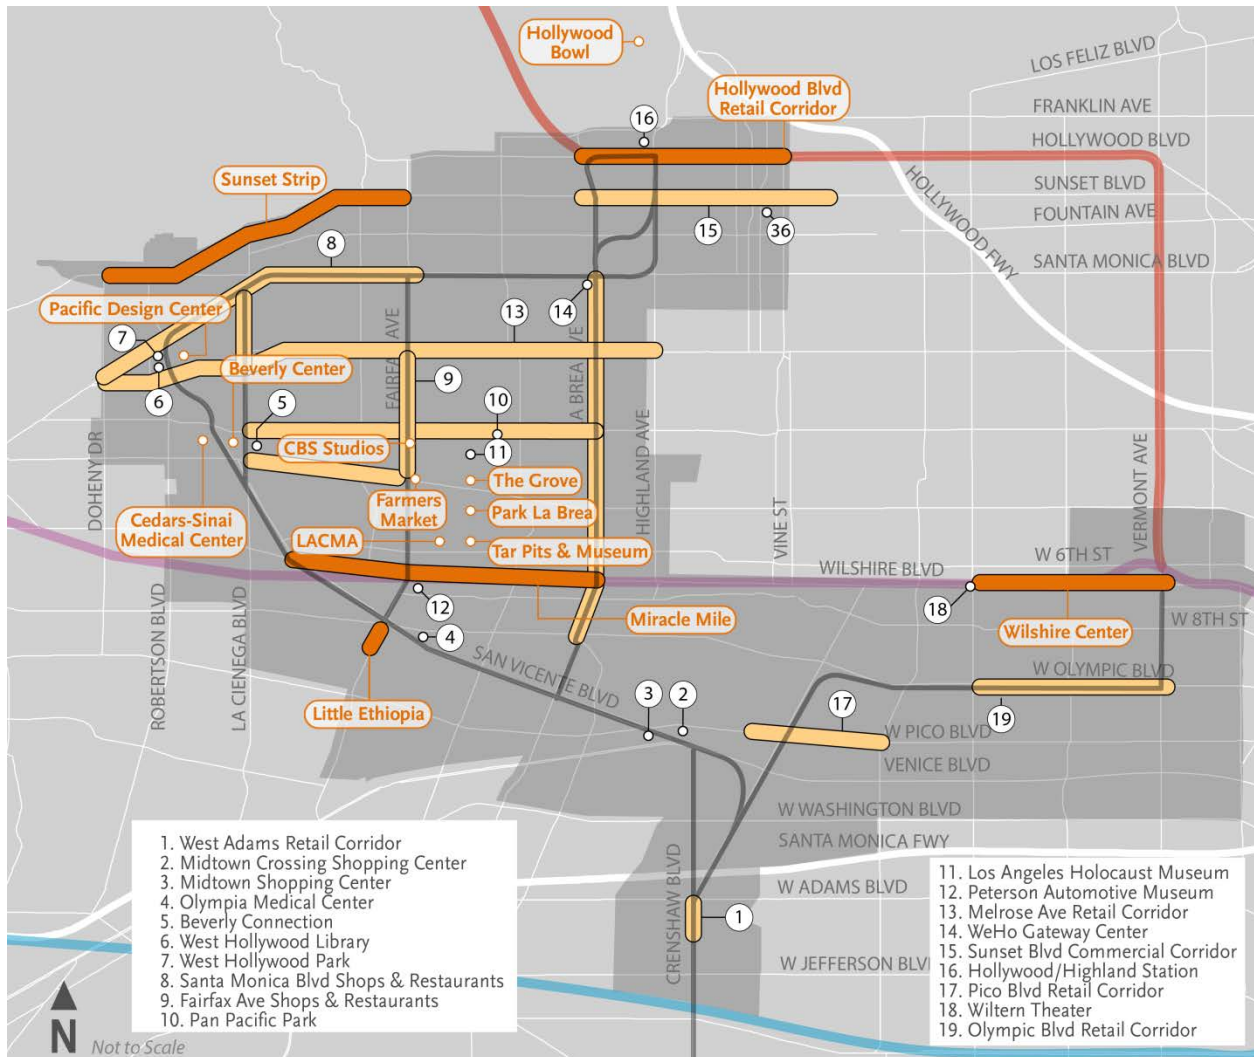 Hollywood
Bowl
LOS FELIZ BLVD
Hollywood Blvd
Retail Corridor
FRANKLIN AVE
16
HOLLYWOOD BLVD
Sunset Strip
SUNSET BLVD
HOLLYWOOD FWY
FOUNTAIN AVE
15
36
8
SANTA MONICA BLVD
Pacific Design Center
14
13
7
FAIRFA
AVE
A BREA
VE
Beverly Center
9
6
5
10
HIGHLAND AVE
CBS Studios
11
DOHENY DR
The Grove
VERMONT AVE
Farmers
Market
Park La Brea
VINE ST
Cedars-Sinai
Medical Center
LACMA
Tar Pits & Museum
W 6TH ST
WILSHIRE BLVD
12
18
ROBERTSON BLVD
LA CIENEGA BLVD
Miracle Mile
W 8TH ST
4
Wilshire Center
SAN VICENTE BLVD
W OLYMPIC BLVD
3
2
17
19
Little Ethiopia
W PICO BLVD
VENICE BLVD
W WASHINGTON BLVD
SANTA MONICA FWY
CRENSHAW BLVD
W ADAMS BLVD
1
W JEFFERSON BLV
1. West Adams Retail Corridor
2. Midtown Crossing Shopping Center
3. Midtown Shopping Center
4. Olympia Medical Center
5. Beverly Connection
6. West Hollywood Library
7. West Hollywood Park
8. Santa Monica Blvd Shops & Restaurants
9. Fairfax Ave Shops & Restaurants
10. Pan Pacific Park
11. Los Angeles Holocaust Museum
12. Peterson Automotive Museum
13. Melrose Ave Retail Corridor
14. WeHo Gateway Center
15. Sunset Blvd Commercial Corridor
16. Hollywood/Highland Station
17. Pico Blvd Retail Corridor
18. Wiltern Theater
19. Olympic Blvd Retail Corridor
N
Not to Scale